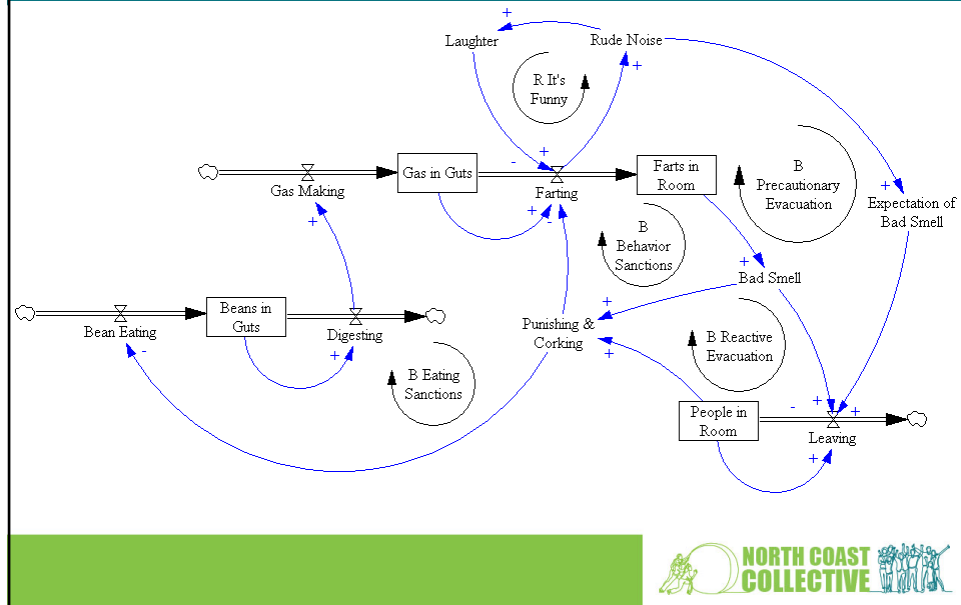 +
Laughter
Rude Noise
+
R It's
Funny
+
-
Gas Making
Gas in Guts
Farting
Farts in
Room
B
Precautionary
Evacuation
+
Expectation of
Bad Smell
+
+
-
B
Behavior
Sanctions
+
Bad Smell
Bean Eating
-
Beans in
Guts
+
Digesting
+
Punishing &
Corking
+
B Reactive
Evacuation
B Eating
Sanctions
People in
Room
-
+
+
Leaving
+
NORTH COAST
COLLECTIVE